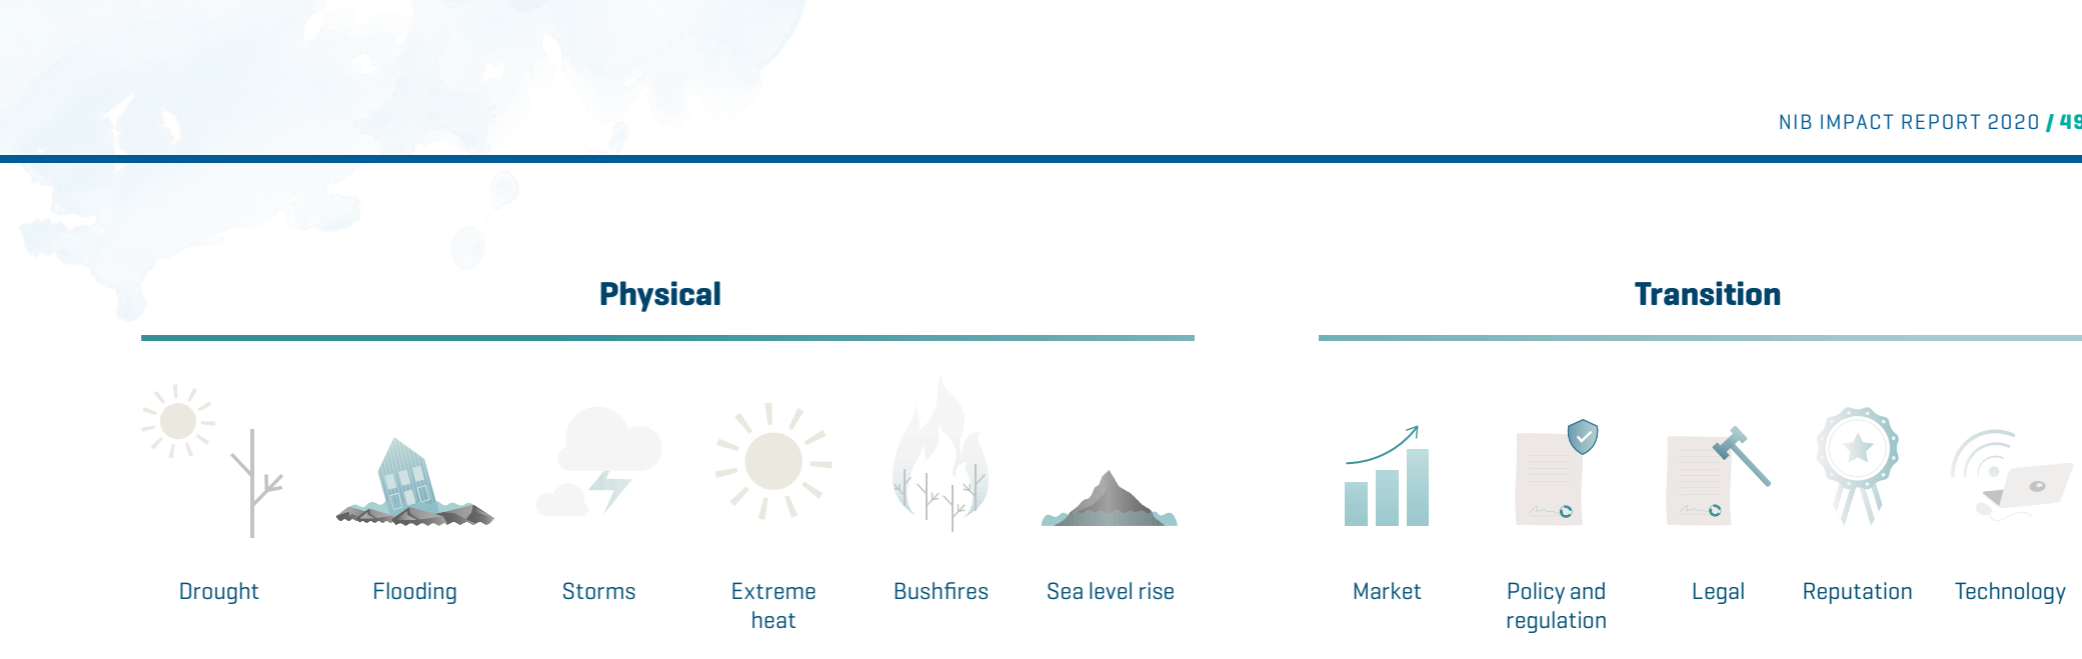 NIB IMPACT REPORT 2020 / 49
Physical
Transition
Drought
Flooding
Storms
Extreme
heat
Bushfires
Sea level rise
Market
Policy and
regulation
Legal
Reputation
Technology